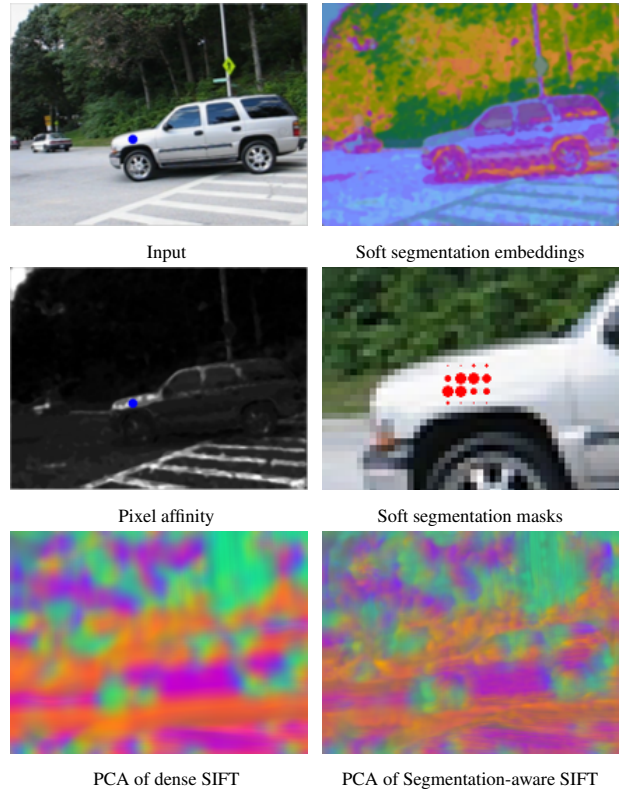 Input
Soft segmentation embeddings
Pixel affinity
Soft segmentation masks
PCA of dense SIFT
PCA of Segmentation-aware SIFT